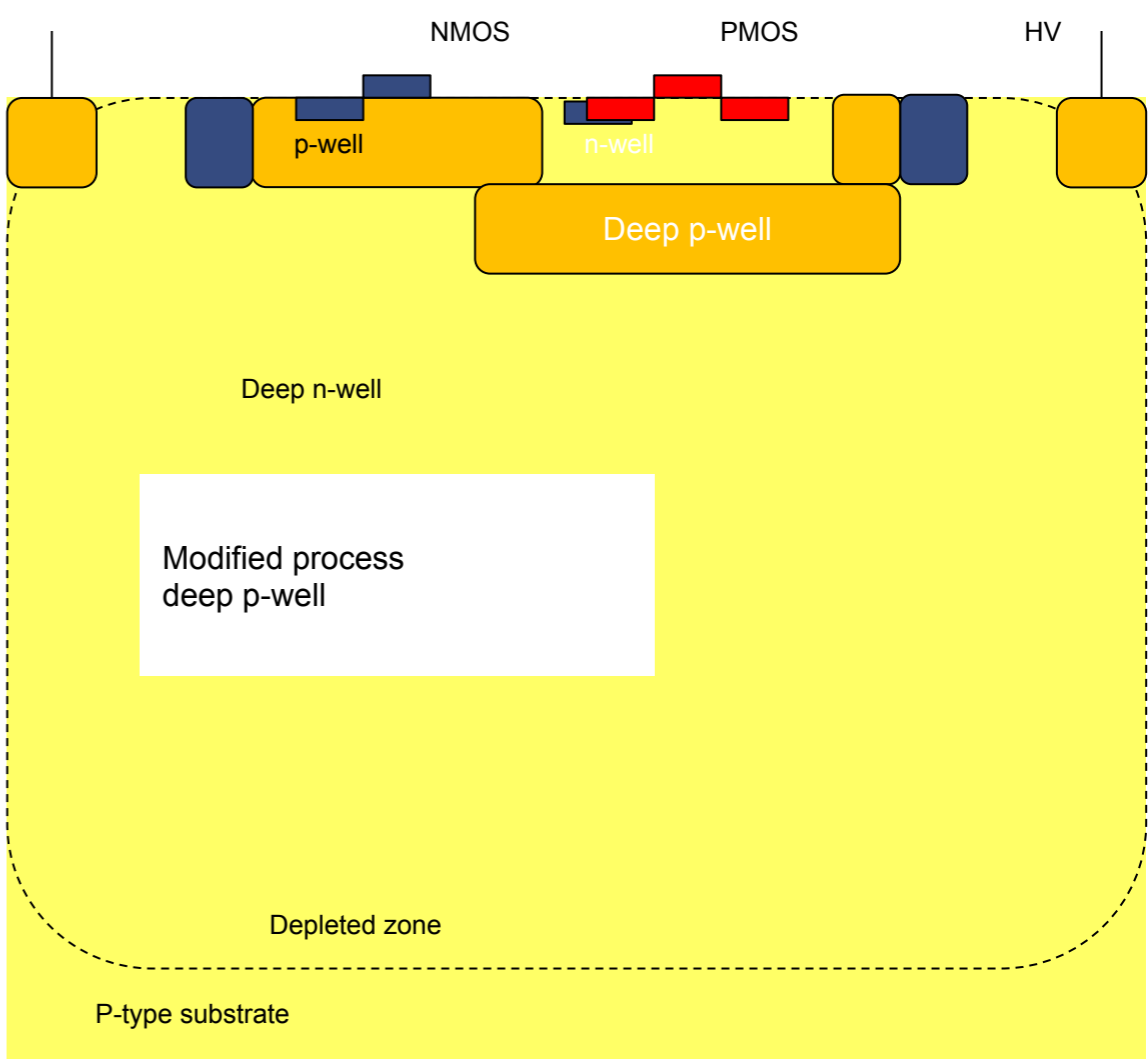 NMOS PMOS HV
p-well n-well
Deep p-well
Deep n-well
Modified process
deep p-well
Depleted zone
P-type substrate